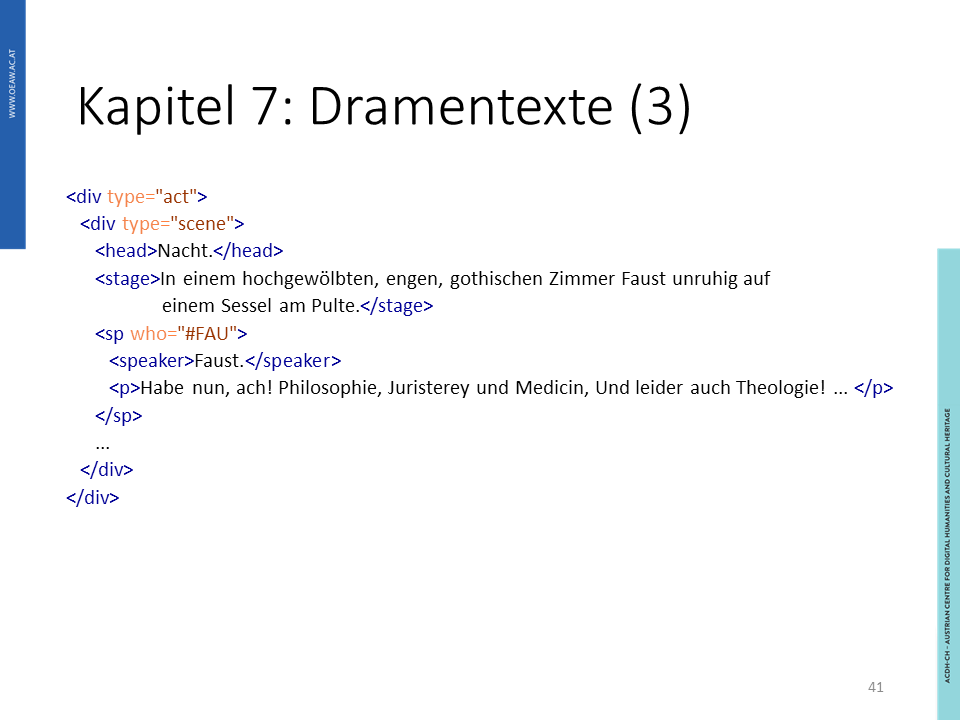 WWW.OEAW.AC.AT
Kapitel 7: Dramentexte (3)
<div type="act">
<div type="scene">
<head>Nacht.</head>
<stage>In einem hochgewölbten, engen, gothischen Zimmer Faust unruhig auf
einem Sessel am Pulte.</stage>
<sp who="#FAU">
<speaker>Faust.</speaker>
<p>Habe nun, ach! Philosophie, Juristerey und Medicin, Und leider auch Theologie! ... </p>
</sp>
...
</div>
</div>
ACDH-CH - AUSTRIAN CENTRE FOR DIGITAL HUMANITIES AND CULTURAL HERITAGE
41